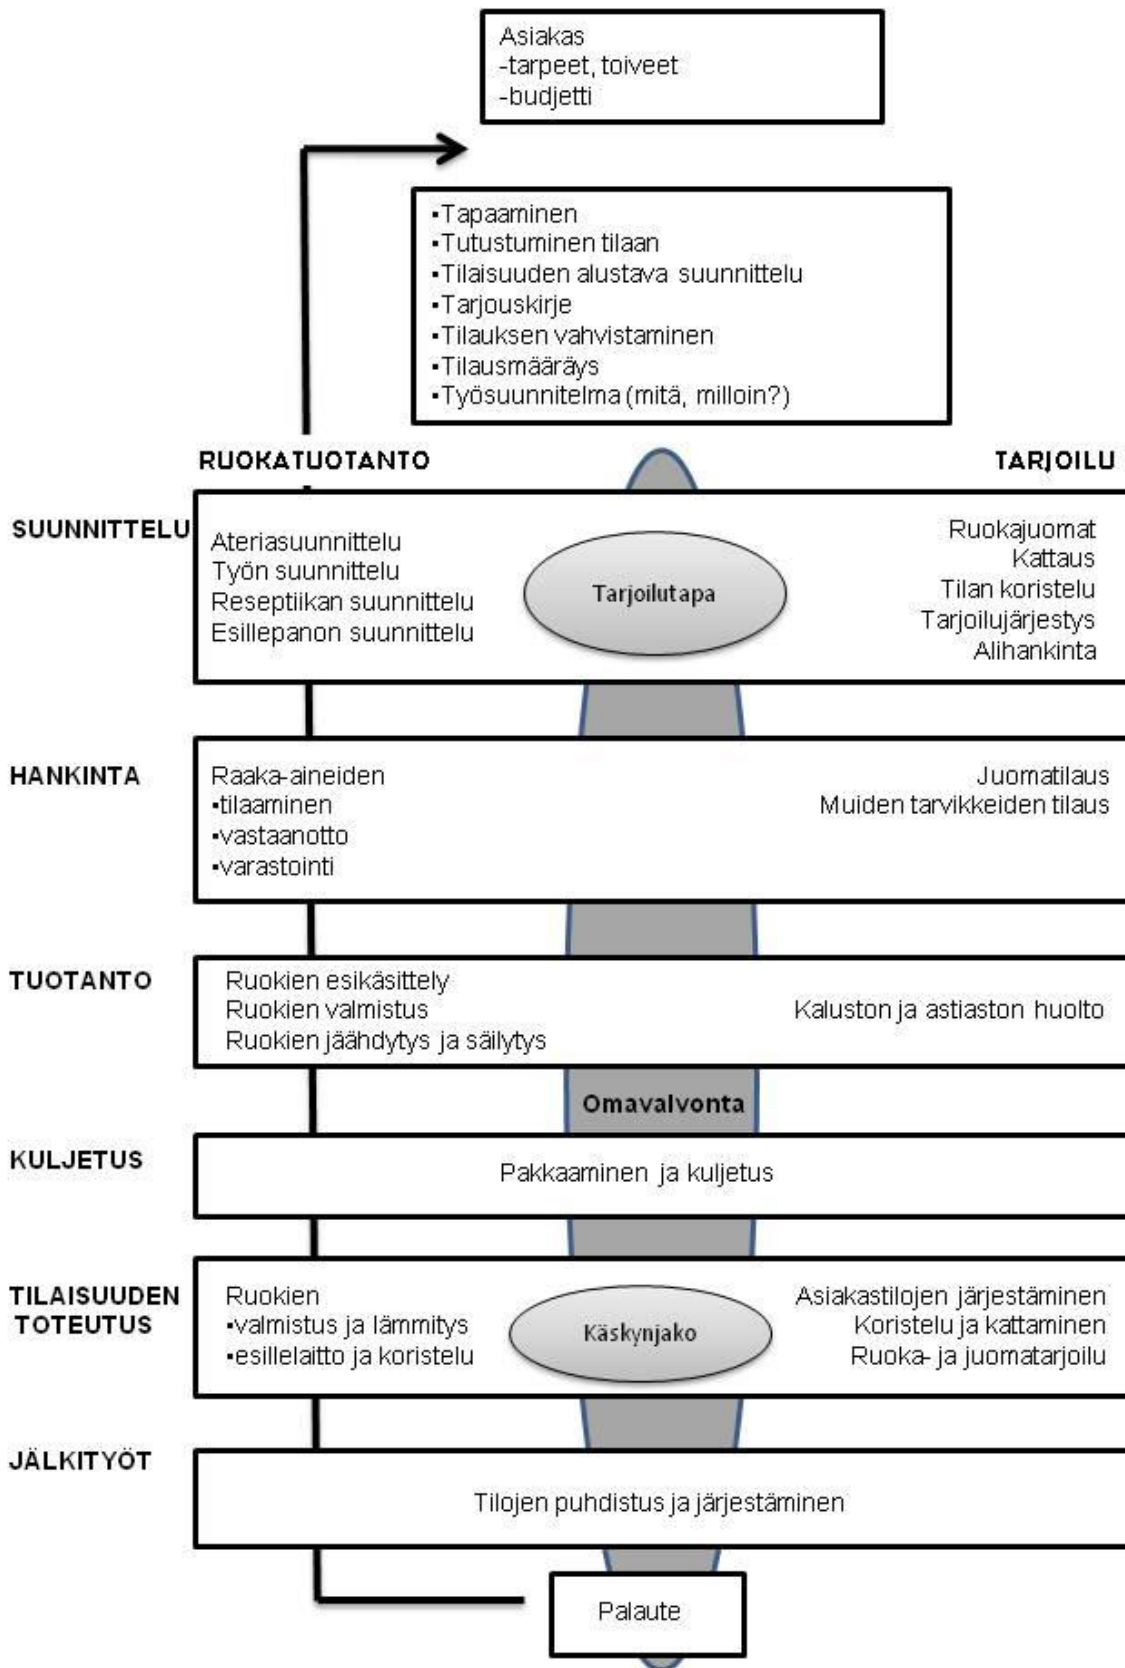 Asiakas
-tarpeet, toiveet
-budjetti
▪Tapaaminen
▪Tutustuminen tilaan
▪Tilaisuuden alustava suunnittelu
▪Tarjouskirje
▪Tilauksen vahvistaminen
▪Tilausmääräys
▪Työsuunnitelma (mitä, milloin?)
RUOKATUOTANTO
TARJOILU
SUUNNITTELU
Ateriasuunnittelu
Työn suunnittelu
Reseptiikan suunnittelu
Esillepanon suunnittelu
Tarjoilutapa
Ruokajuomat
Kattaus
Tilan koristelu
Tarjoilujärjestys
Alihankinta
HANKINTA
Raaka-aineiden
▪tilaaminen
▪vastaanotto
▪varastointi
Juomatilaus
Muiden tarvikkeiden tilaus
TUOTANTO
Ruokien esikäsittely
Ruokien valmistus
Ruokien jäähdytys ja säilytys
Kaluston ja astiaston huolto
Omavalvonta
KULJETUS
Pakkaaminen ja kuljetus
TILAISUUDEN
TOTEUTUS
Ruokien
▪valmistus ja lämmitys
▪esillelaitto ja koristelu
Käskynjako
Asiakastilojen järjestäminen
Koristelu ja kattaminen
Ruoka- ja juomatarjoilu
JÄLKITYÖT
Tilojen puhdistus ja järjestäminen
Palaute